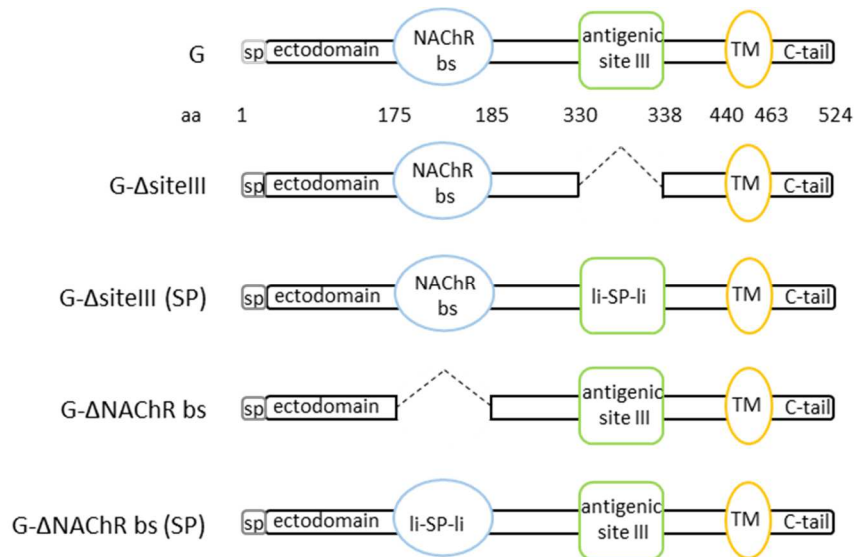 G sp ectodomain NAChR bs antigenic site III TM C-tail
aa 1 175 185 330 338 440 463 524
G-ΔsiteIII sp ectodomain NAChR bs TM C-tail
G-ΔsiteIII (SP) sp ectodomain NAChR bs li-SP-li TM C-tail
G-ΔNAChR bs sp ectodomain antigenic site III TM C-tail
G-ΔNAChR bs (SP) sp ectodomain li-SP-li antigenic site III TM C-tail